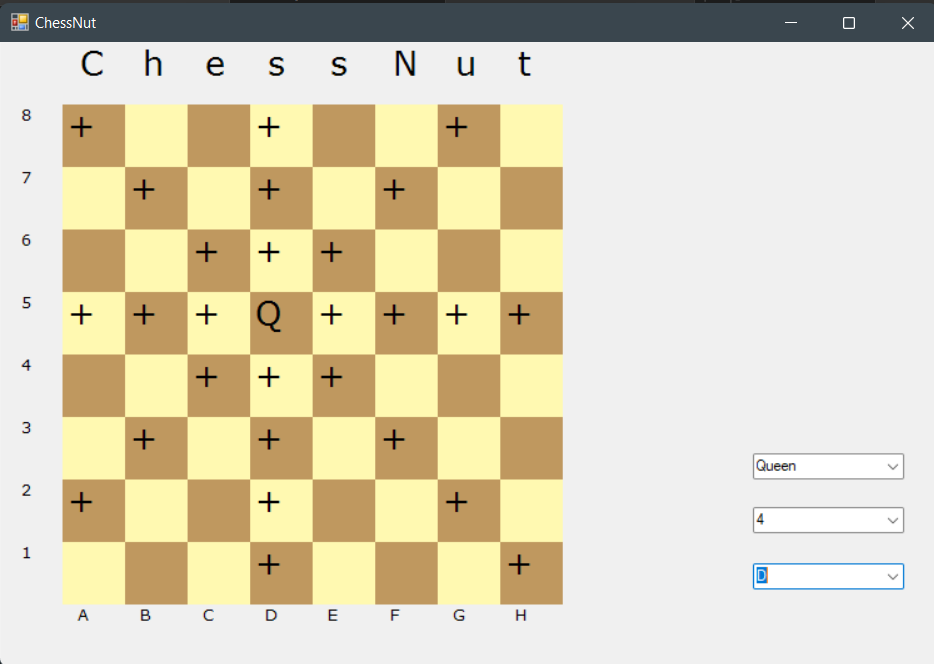 ChessNut
C h e s s N u t
8 + + +
7 + + +
6 + + +
5 + + + Q + + + +
4 + + +
3 + + +
2 + + +
1 + +
A B C D E F G H
Queen
4
D